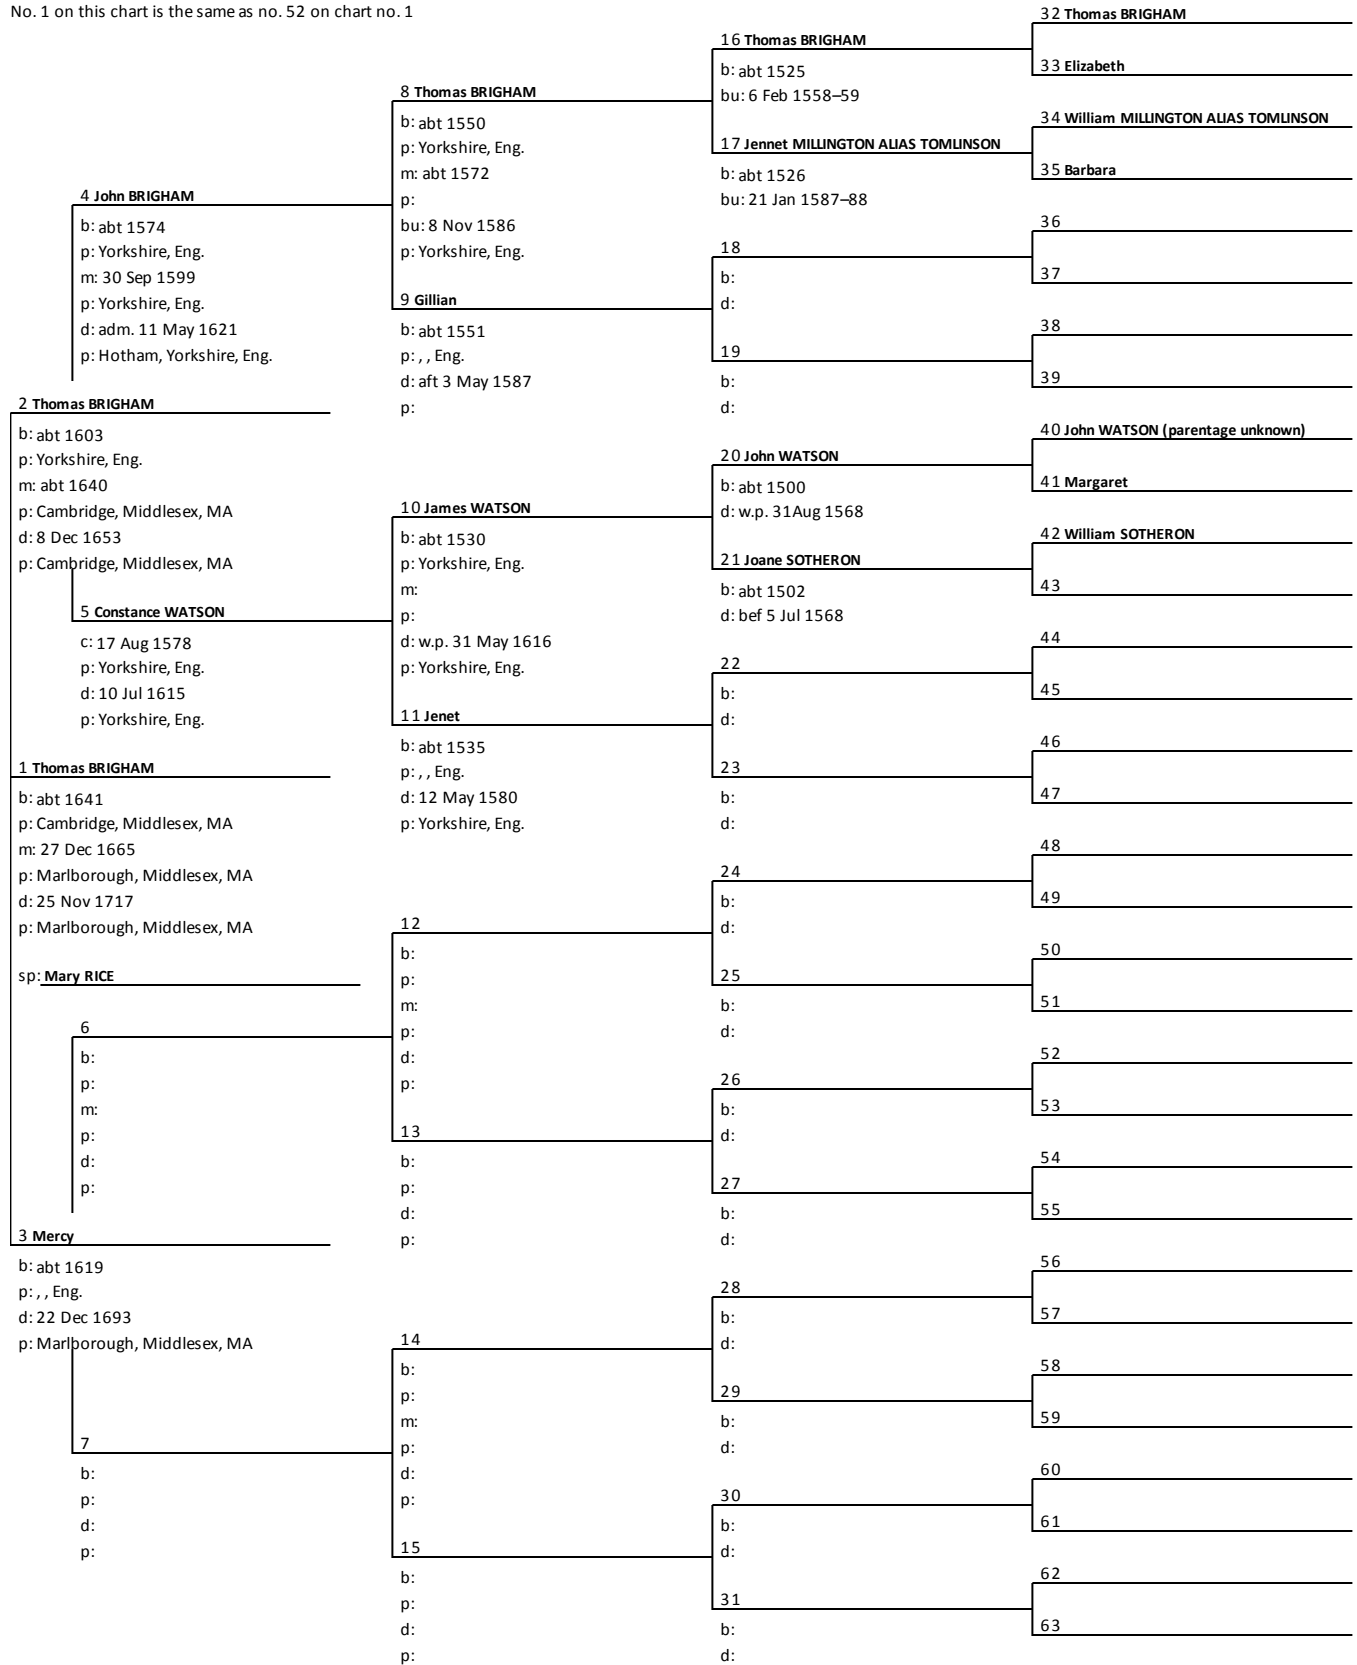 No. 1 on this chart is the same as no. 52 on chart no. 1
2 Thomas BRIGHAM
b: abt 1603
p: Yorkshire, Eng.
m: abt 1640
p: Cambridge, Middlesex, MA
d: 8 Dec 1653
p: Cambridge, Middlesex, MA
1 Thomas BRIGHAM
b: abt 1641
p: Cambridge, Middlesex, MA
m: 27 Dec 1665
p: Marlborough, Middlesex, MA
d: 25 Nov 1717
p: Marlborough, Middlesex, MA
sp: Mary RICE
3 Mercy
b: abt 1619
p: , , Eng.
d: 22 Dec 1693
p: Marlborough, Middlesex, MA
4 John BRIGHAM
b: abt 1574
p: Yorkshire, Eng.
m: 30 Sep 1599
p: Yorkshire, Eng.
d: adm. 11 May 1621
p: Hotham, Yorkshire, Eng.
5 Constance WATSON
c: 17 Aug 1578
p: Yorkshire, Eng.
d: 10 Jul 1615
p: Yorkshire, Eng.
6
b:
p:
m:
p:
d:
p:
7
b:
p:
d:
p:
8 Thomas BRIGHAM
b: abt 1550
p: Yorkshire, Eng.
m: abt 1572
p:
bu: 8 Nov 1586
p: Yorkshire, Eng.
9 Gillian
b: abt 1551
p: , , Eng.
d: aft 3 May 1587
p:
10 James WATSON
b: abt 1530
p: Yorkshire, Eng.
m:
p:
d: w.p. 31 May 1616
p: Yorkshire, Eng.
11 Jenet
b: abt 1535
p: , , Eng.
d: 12 May 1580
p: Yorkshire, Eng.
12
b:
p:
m:
p:
d:
p:
13
b:
p:
d:
p:
14
b:
p:
m:
p:
d:
p:
15
b:
p:
d:
p:
16 Thomas BRIGHAM
b: abt 1525
bu: 6 Feb 1558–59
17 Jennet MILLINGTON ALIAS TOMLINSON
b: abt 1526
bu: 21 Jan 1587–88
18
b:
d:
19
b:
d:
20 John WATSON
b: abt 1500
d: w.p. 31Aug 1568
21 Joane SOTHERON
b: abt 1502
d: bef 5 Jul 1568
22
b:
d:
23
b:
d:
24
b:
d:
25
b:
d:
26
b:
d:
27
b:
d:
28
b:
d:
29
b:
d:
30
b:
d:
31
b:
d:
32 Thomas BRIGHAM
33 Elizabeth
34 William MILLINGTON ALIAS TOMLINSON
35 Barbara
36
37
38
39
40 John WATSON (parentage unknown)
41 Margaret
42 William SOTHERON
43
44
45
46
47
48
49
50
51
52
53
54
55
56
57
58
59
60
61
62
63